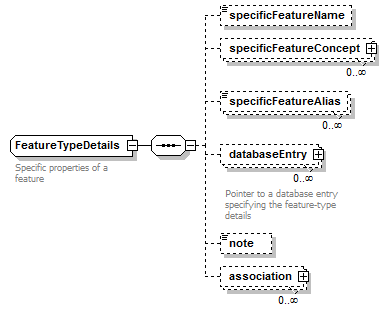 specificFeatureName
specificFeatureConcept
0..∞
specificFeatureAlias
0..∞
FeatureTypeDetails
Specific properties of a
feature
databaseEntry
0..∞
Pointer to a database entry
specifying the feature-type
details
note
association
0..∞